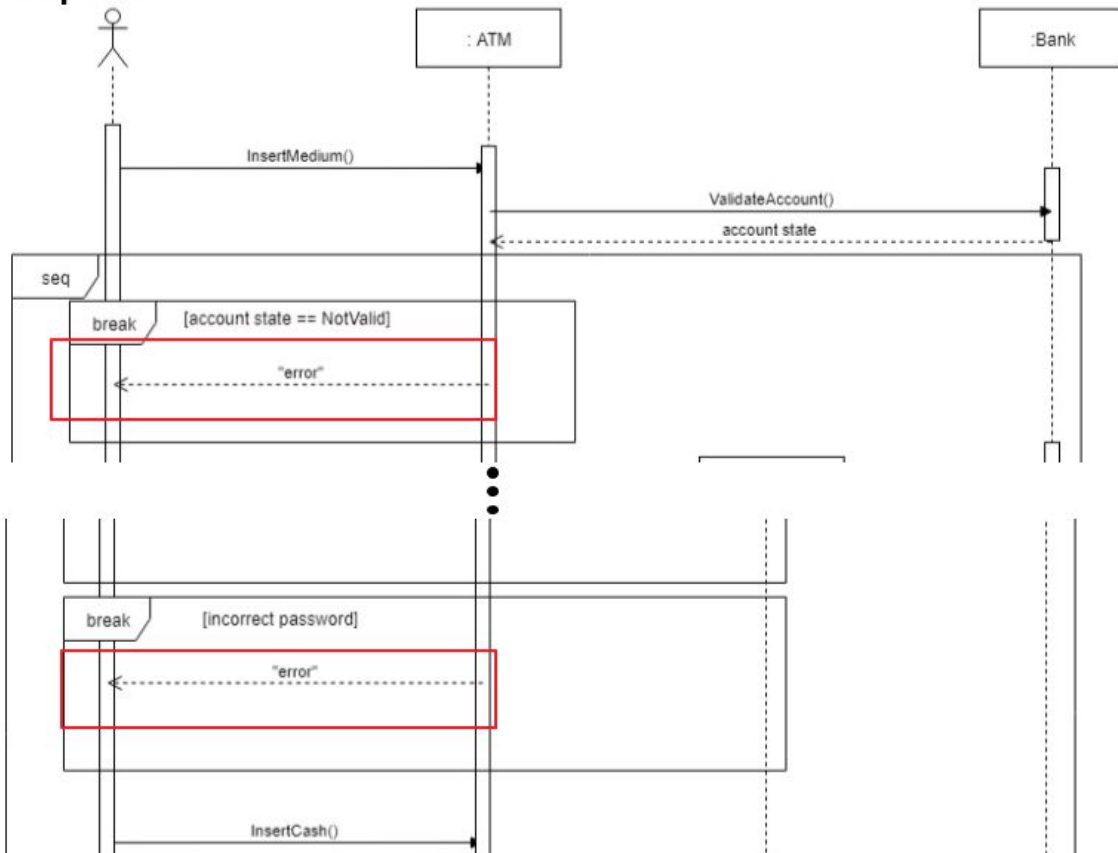 : ATM
:Bank
InsertMedium()
ValidateAccount()
account state
seq
break
[account state == NotValid]
"error"
break
[incorrect password]
"error"
InsertCash()